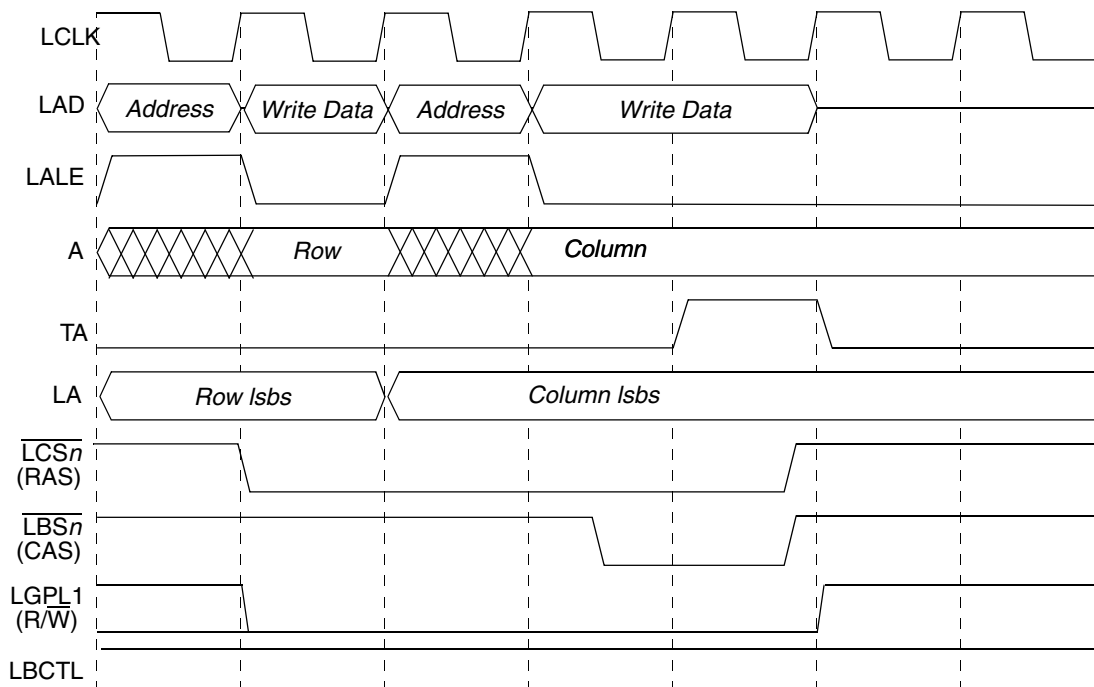 LCLK
LAD Address Write Data Address Write Data
LALE
A Row Column
TA
LA Row lsbs Column lsbs
LCSn
(RAS)
LBSn
(CAS)
LGPL1
(R/W)
LBCTL